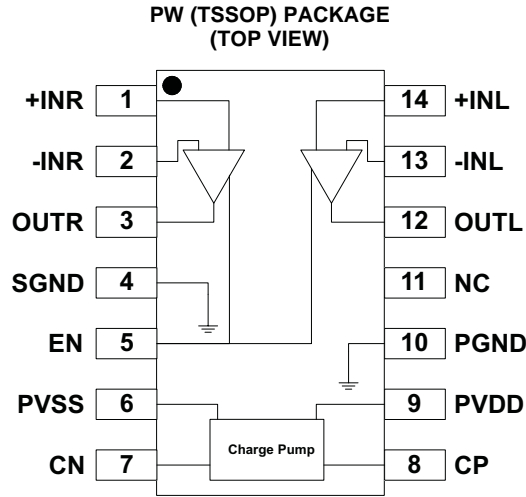 PW (TSSOP) PACKAGE
(TOP VIEW)
+INR 1 14 +INL
-INR 2 13 -INL
OUTR 3 12 OUTL
SGND 4 11 NC
EN 5 10 PGND
PVSS 6 9 PVDD
Charge Pump
CN 7 8 CP